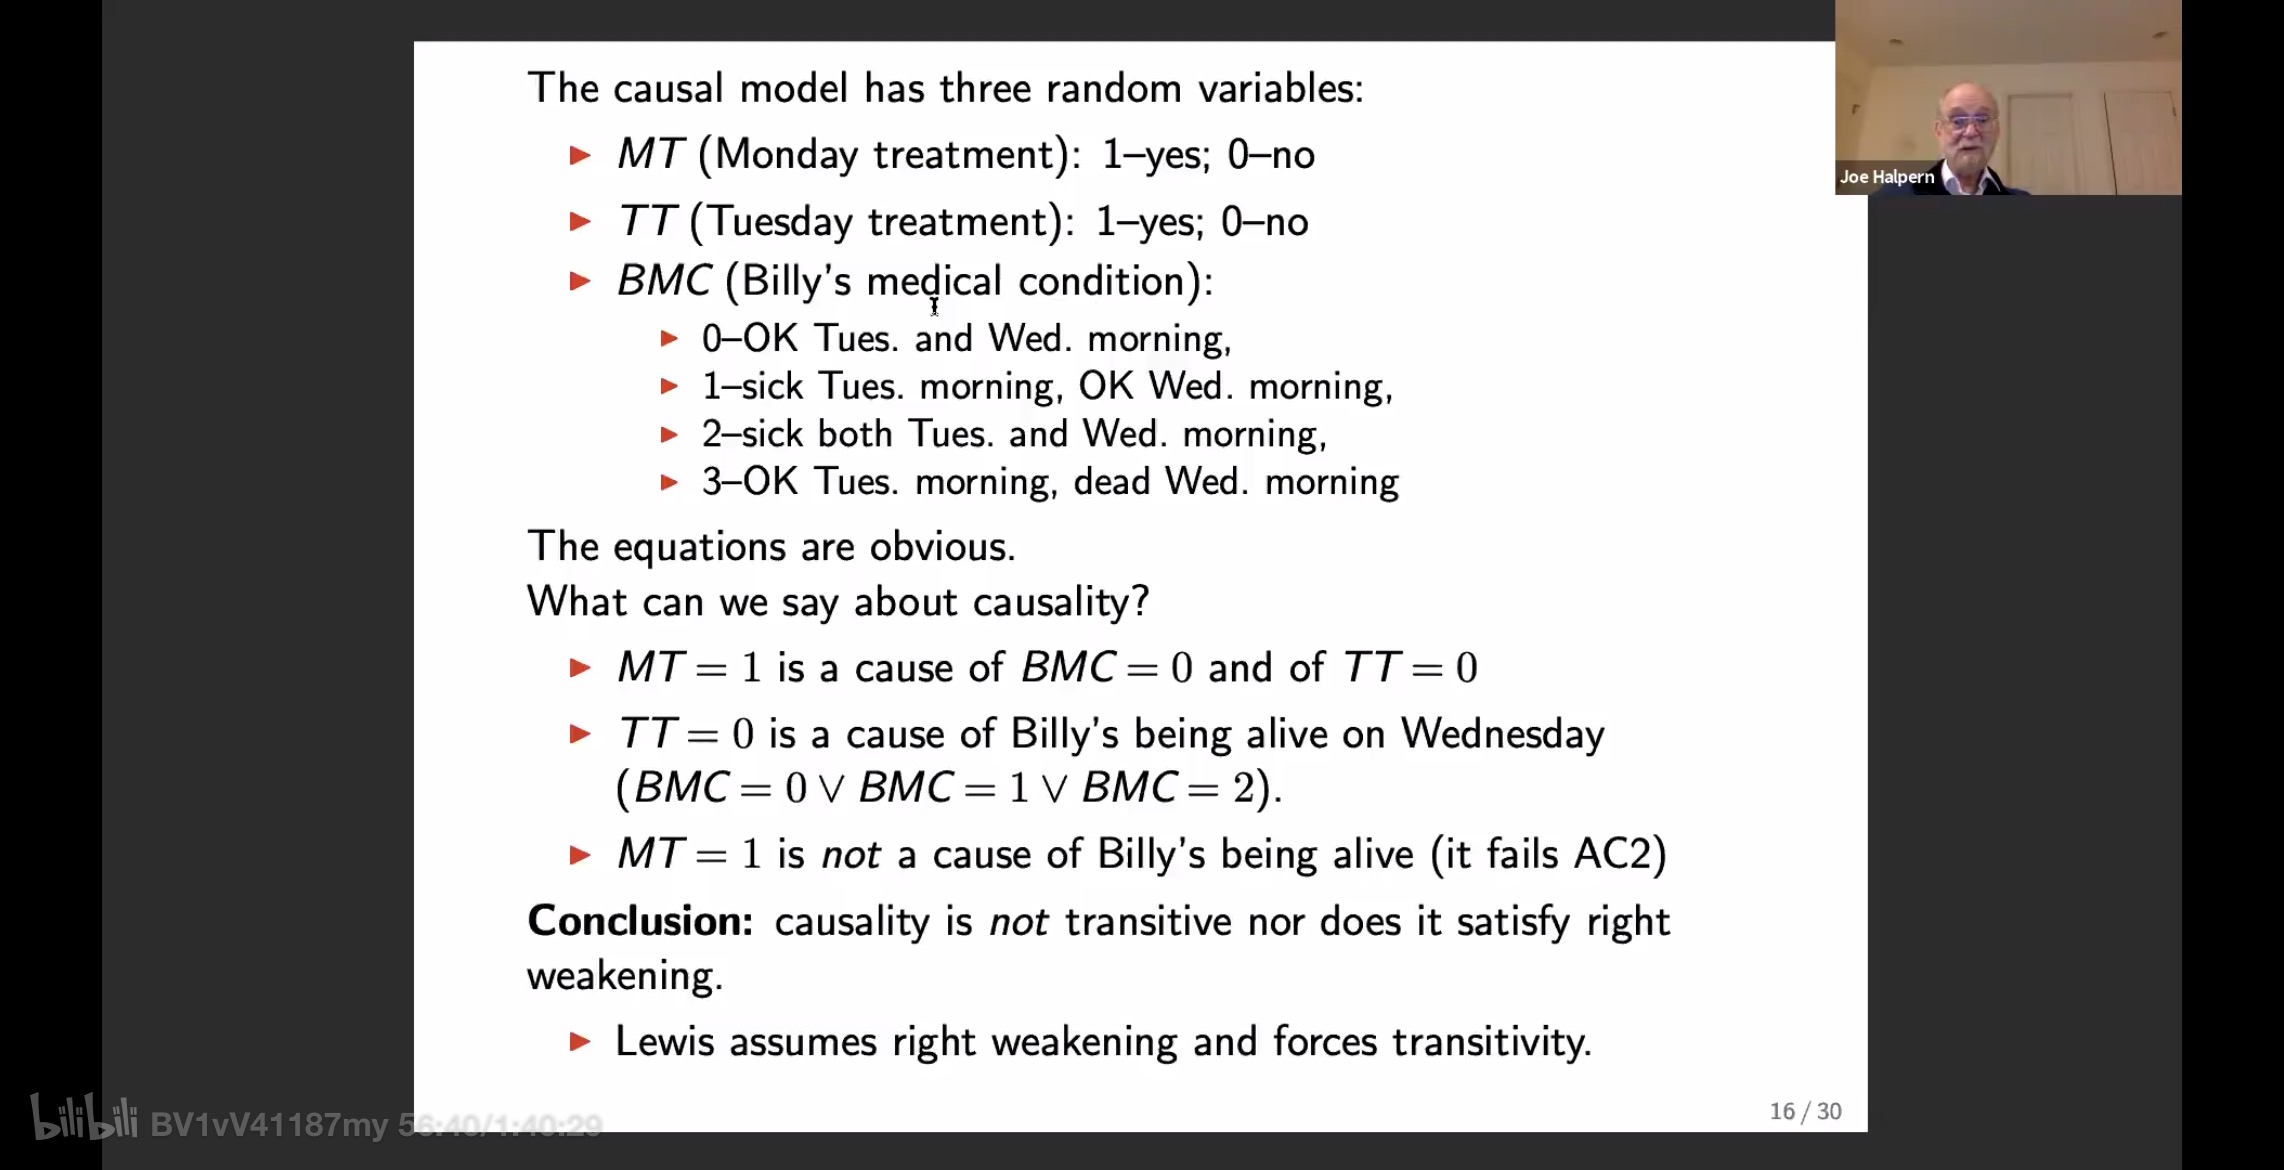 The causal model has three random variables:
▶ MT (Monday treatment): 1–yes; 0–no
▶ TT (Tuesday treatment): 1–yes; 0–no
▶ BMC (Billy's medical condition):
▶ 0–OK Tues. and Wed. morning,
▶ 1–sick Tues. morning, OK Wed. morning,
▶ 2–sick both Tues. and Wed. morning,
▶ 3–OK Tues. morning, dead Wed. morning
The equations are obvious.
What can we say about causality?
▶ MT = 1 is a cause of BMC = 0 and of TT = 0
▶ TT = 0 is a cause of Billy's being alive on Wednesday
(BMC = 0 ∨ BMC = 1 ∨ BMC = 2).
▶ MT = 1 is not a cause of Billy's being alive (it fails AC2)
Conclusion: causality is not transitive nor does it satisfy right
weakening.
▶ Lewis assumes right weakening and forces transitivity.
16 / 30
Joe Halpern
bilibili BV1vV41187my 56:40/1:40:29